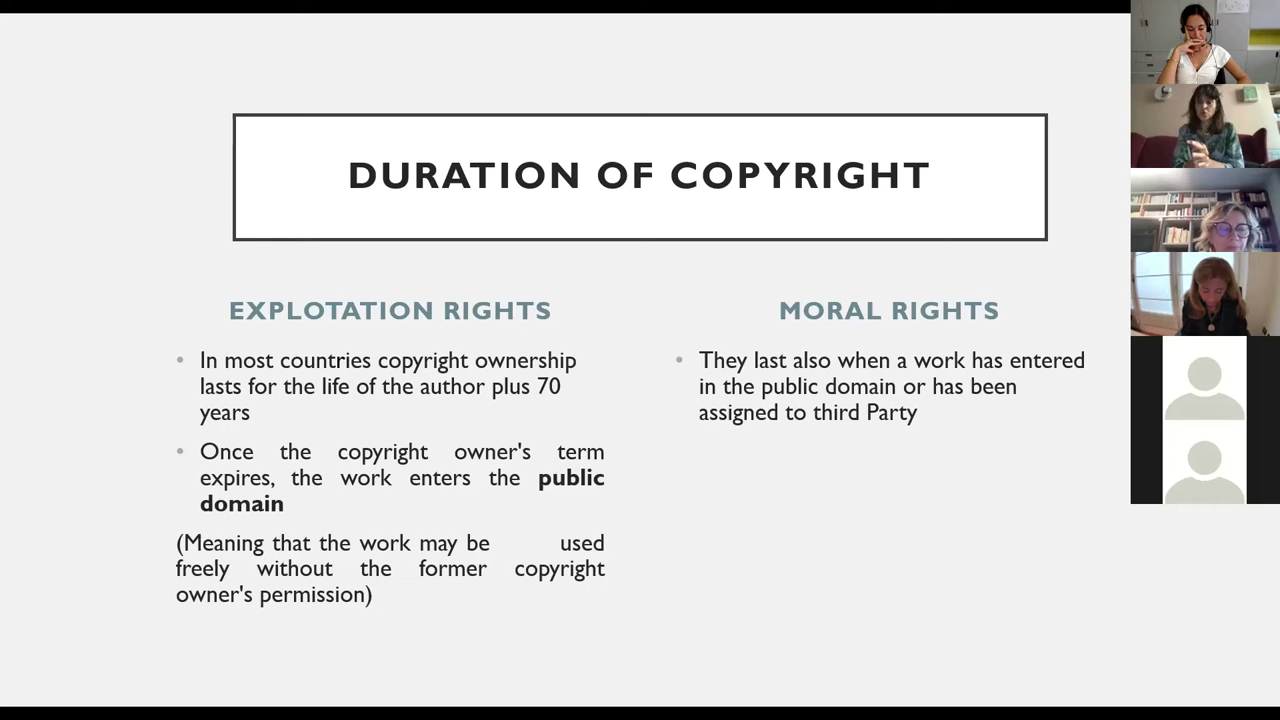 DURATION OF COPYRIGHT
EXPLOTATION RIGHTS
In most countries copyright ownership
lasts for the life of the author plus 70
years
Once the copyright owner's term
expires, the work enters the public
domain
(Meaning that the work may be used
freely without the former copyright
owner's permission)
MORAL RIGHTS
They last also when a work has entered
in the public domain or has been
assigned to third Party